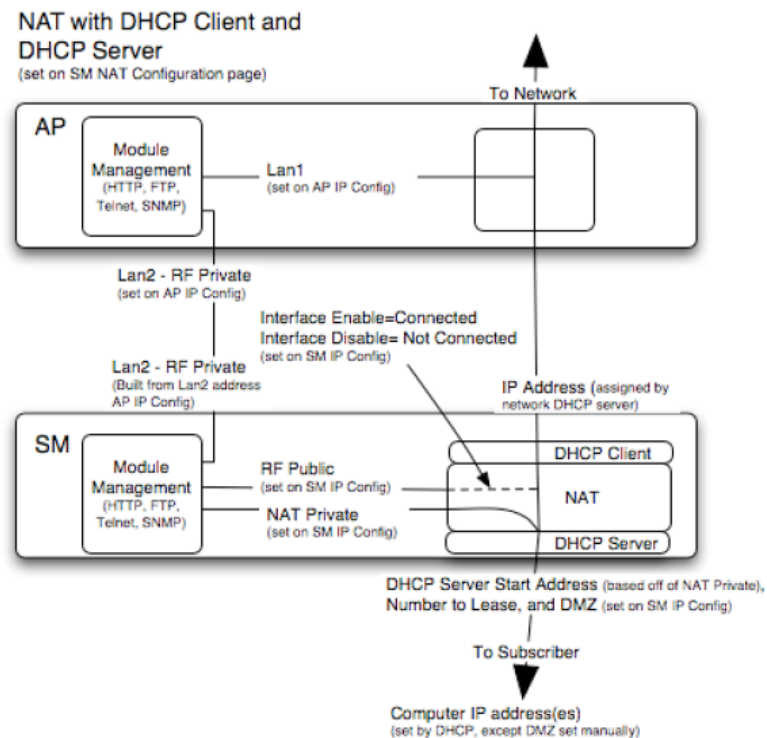 NAT with DHCP Client and
DHCP Server
(set on SM NAT Configuration page)
To Network
AP
Module
Management
(HTTP, FTP,
Telnet, SNMP)
Lan1
(set on AP IP Config)
Lan2 - RF Private
(set on AP IP Config)
Interface Enable=Connected
Interface Disable= Not Connected
(set on SM IP Config)
Lan2 - RF Private
(Built from Lan2 address
AP IP Config)
IP Address (assigned by
network DHCP server)
SM
Module
Management
(HTTP, FTP,
Telnet, SNMP)
RF Public
(set on SM IP Config)
NAT Private
(set on SM IP Config)
DHCP Client
NAT
DHCP Server
DHCP Server Start Address (based off of NAT Private),
Number to Lease, and DMZ (set on SM IP Config)
To Subscriber
Computer IP address(es)
(set by DHCP, except DMZ set manually)